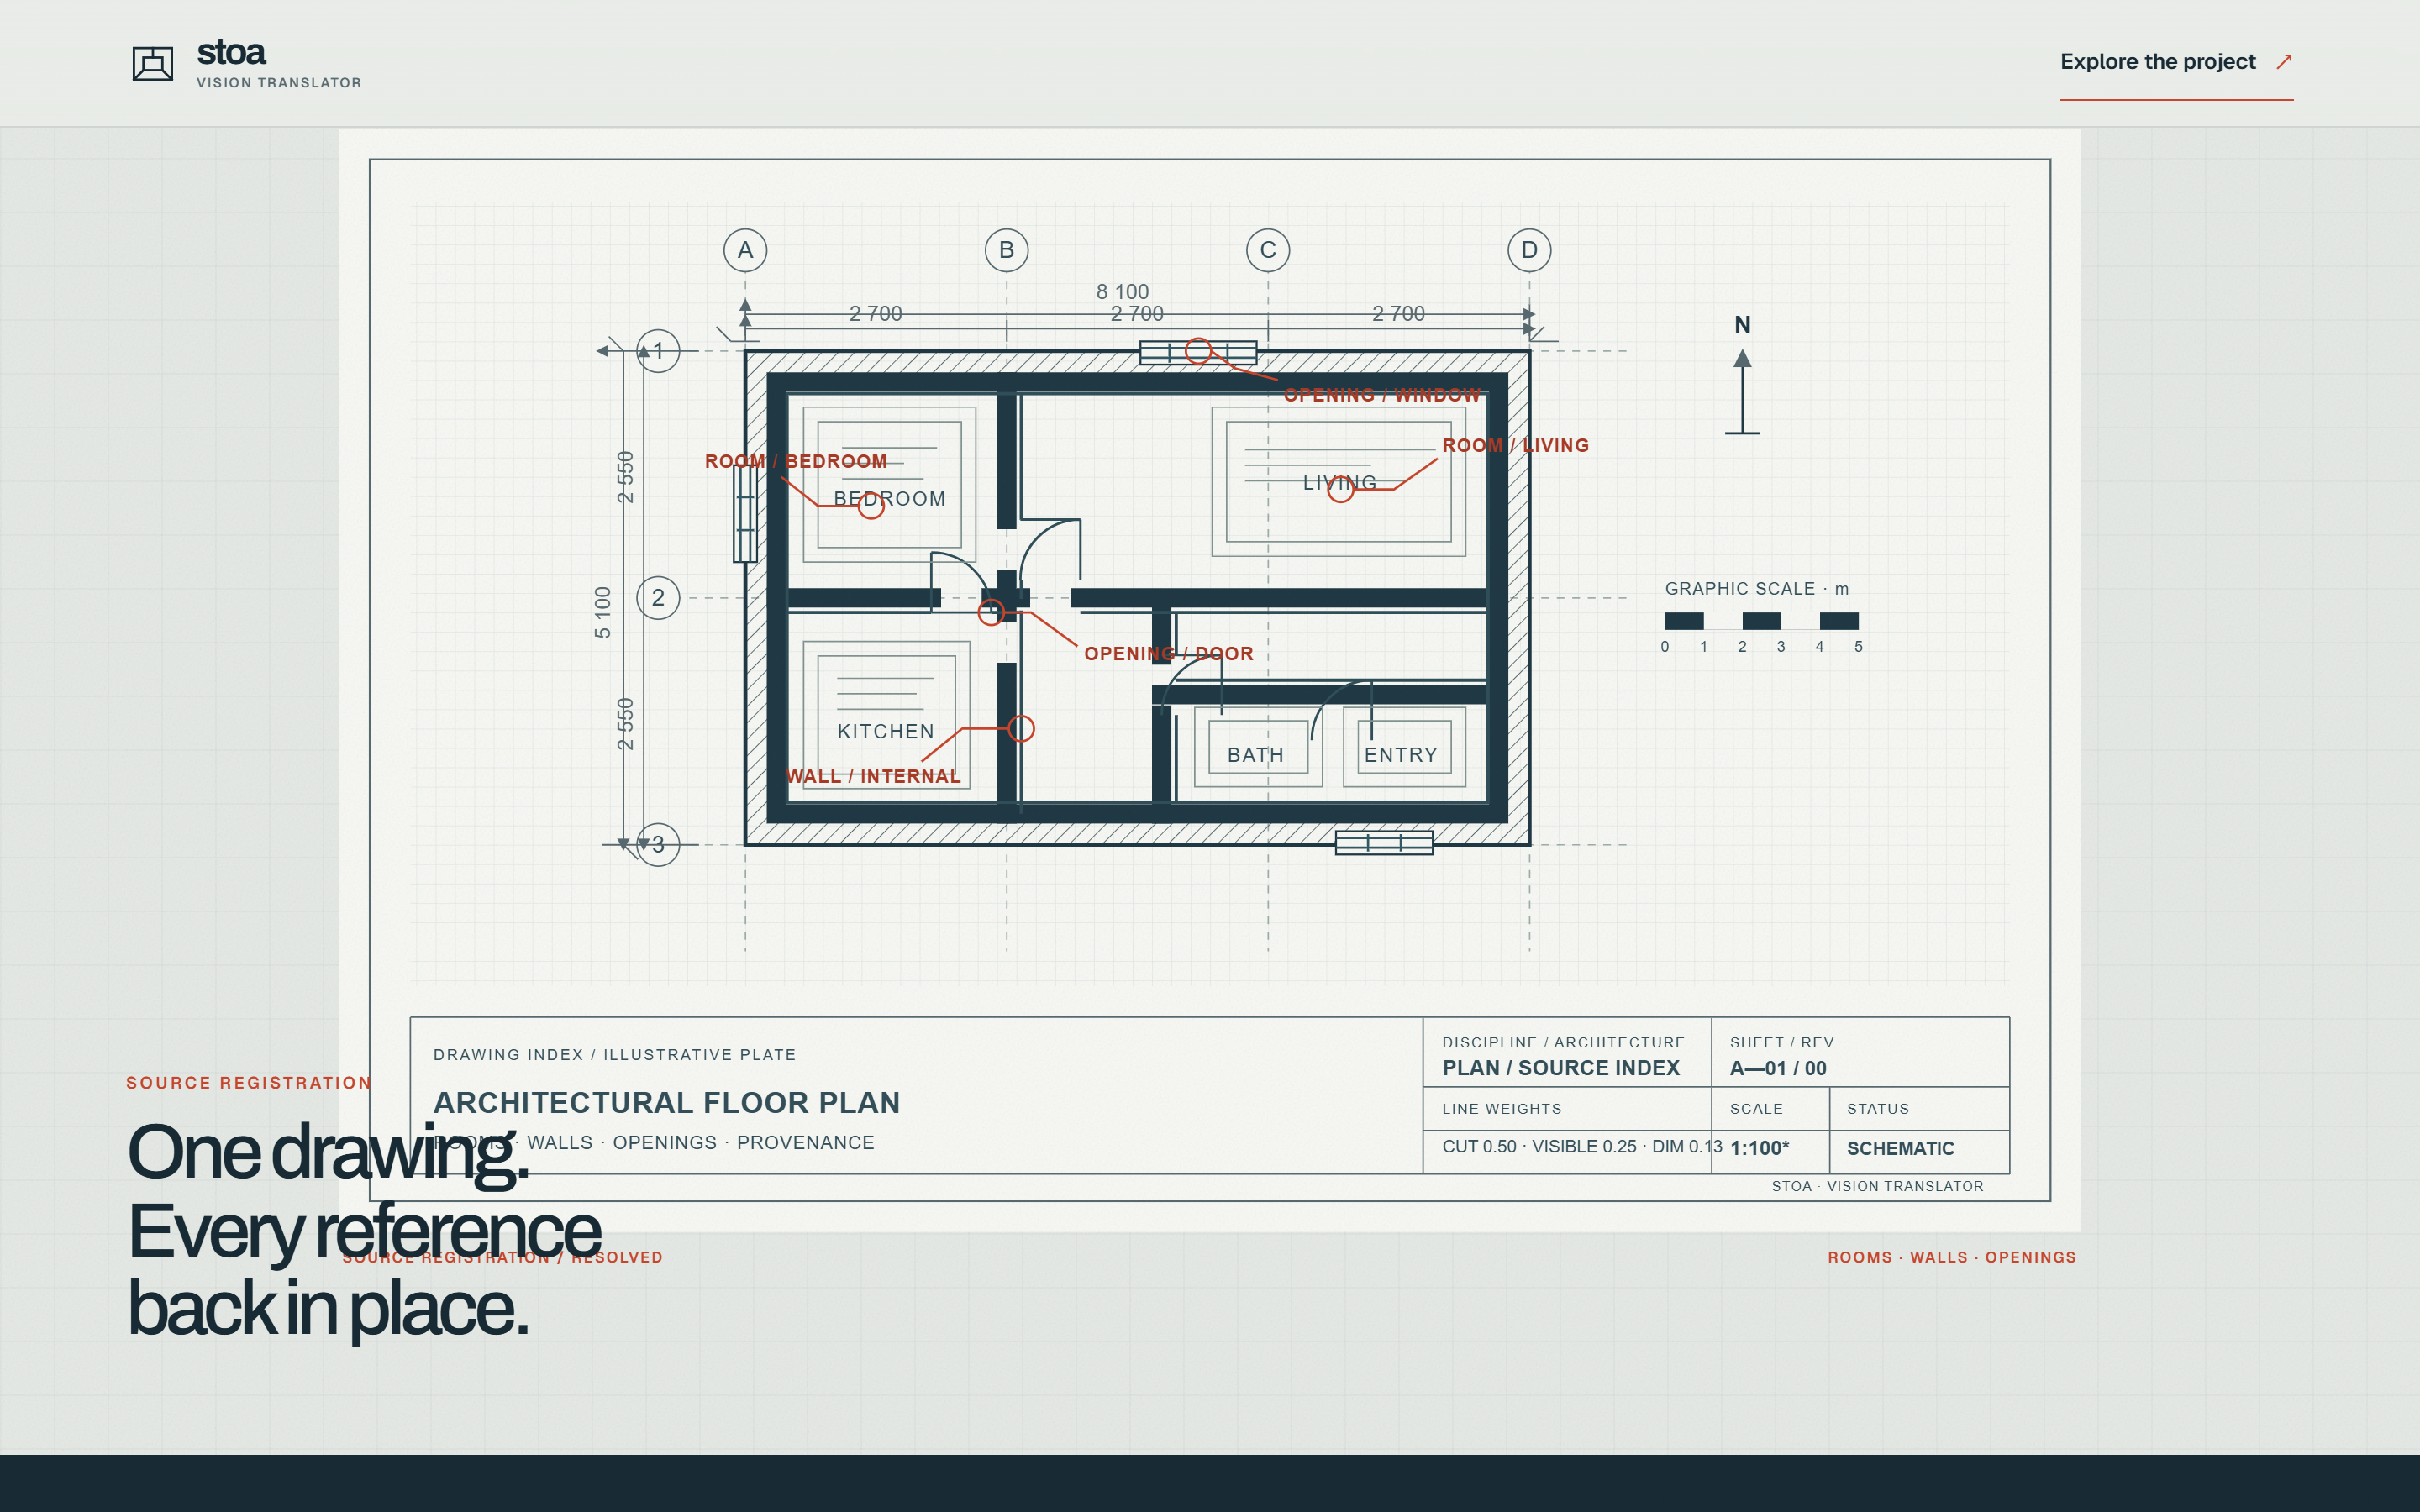 stoa
VISION TRANSLATOR
Explore the project ↗
A
B
C
D
8 100
2 700
2 700
2 700
N
1
OPENING / WINDOW
ROOM / LIVING
ROOM / BEDROOM
2 550
LIVING
BEDROOM
GRAPHIC SCALE · m
2
5 100
0 1 2 3 4 5
OPENING / DOOR
2 550
KITCHEN
BATH
ENTRY
WALL / INTERNAL
3
DRAWING INDEX / ILLUSTRATIVE PLATE
ARCHITECTURAL FLOOR PLAN
ROOMS · WALLS · OPENINGS · PROVENANCE
DISCIPLINE / ARCHITECTURE
PLAN / SOURCE INDEX
SHEET / REV
A—01 / 00
LINE WEIGHTS
CUT 0.50 · VISIBLE 0.25 · DIM 0.13
SCALE
1:100*
STATUS
SCHEMATIC
STOA · VISION TRANSLATOR
SOURCE REGISTRATION
One drawing.
Every reference
back in place.
SOURCE REGISTRATION / RESOLVED
ROOMS · WALLS · OPENINGS